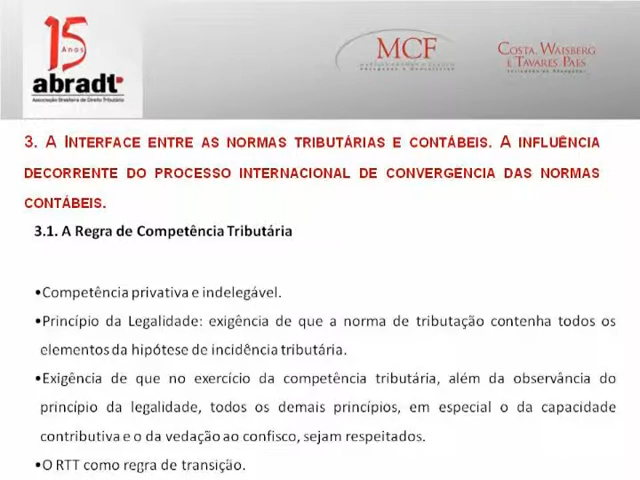 15
Anos
abradt
Associação Brasileira de Direito Tributário
MCF
COSTA, WAISBERG
E TAVARES PAES
3. A INTERFACE ENTRE AS NORMAS TRIBUTÁRIAS E CONTÁBEIS. A INFLUÊNCIA
DECORRENTE DO PROCESSO INTERNACIONAL DE CONVERGÊNCIA DAS NORMAS
CONTÁBEIS.
3.1. A Regra de Competência Tributária
•Competência privativa e indelegável.
•Princípio da Legalidade: exigência de que a norma de tributação contenha todos os
elementos da hipótese de incidência tributária.
•Exigência de que no exercício da competência tributária, além da observância do
princípio da legalidade, todos os demais princípios, em especial o da capacidade
contributiva e o da vedação ao confisco, sejam respeitados.
•O RTT como regra de transição.